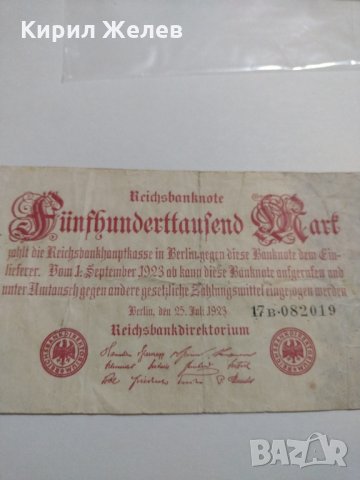 Кирил Желев
Reichsbanknote
Fünfhunderttausend Mark
zahlt die Reichsbankhauptkasse in Berlin gegen diese Banknote dem Ein-
lieferer. Vom 1. September 1923 ab kann diese Banknote aufgerufen und
unter Umtausch gegen andere gesetzliche Zahlungsmittel eingezogen werden
Berlin, den 25. Juli 1923
17B·082019
Reichsbankdirektorium
bazar